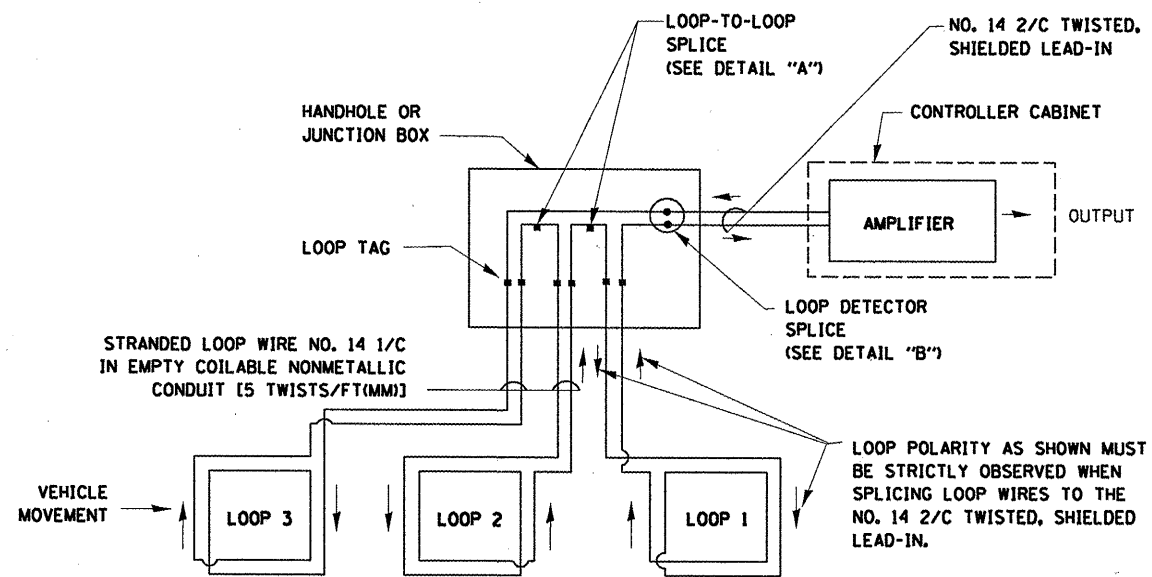 LOOP-TO-LOOP
SPLICE
(SEE DETAIL "A")
NO. 14 2/C TWISTED,
SHIELDED LEAD-IN
HANDHOLE OR
JUNCTION BOX
CONTROLLER CABINET
AMPLIFIER
OUTPUT
LOOP TAG
LOOP DETECTOR
SPLICE
(SEE DETAIL "B")
STRANDED LOOP WIRE NO. 14 1/C
IN EMPTY COILABLE NONMETALLIC
CONDUIT [5 TWISTS/FT(MM)]
LOOP POLARITY AS SHOWN MUST
BE STRICTLY OBSERVED WHEN
SPLICING LOOP WIRES TO THE
NO. 14 2/C TWISTED, SHIELDED
LEAD-IN.
VEHICLE
MOVEMENT
LOOP 3
LOOP 2
LOOP 1